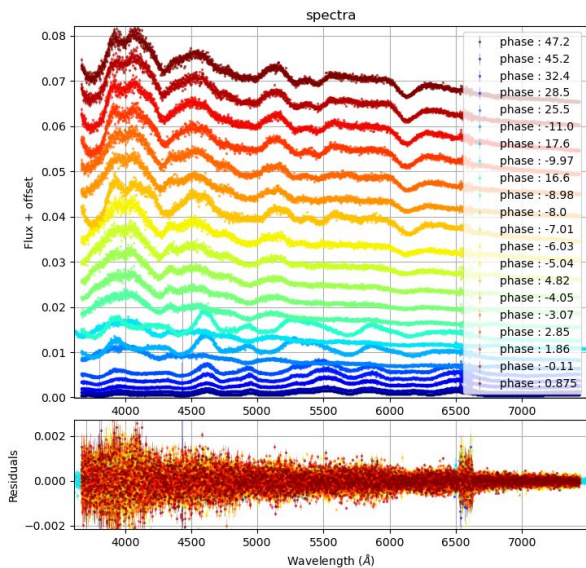 spectra
0.08
0.07
0.06
0.05
0.04
0.03
0.02
0.01
0.00
Flux + offset
4000 4500 5000 5500 6000 6500 7000
phase : 47.2
phase : 45.2
phase : 32.4
phase : 28.5
phase : 25.5
phase : -11.0
phase : 17.6
phase : -9.97
phase : 16.6
phase : -8.98
phase : -8.0
phase : -7.01
phase : -6.03
phase : -5.04
phase : 4.82
phase : -4.05
phase : -3.07
phase : 2.85
phase : 1.86
phase : -0.11
phase : 0.875
0.002
0.000
−0.002
Residuals
4000 4500 5000 5500 6000 6500 7000
Wavelength (Å)